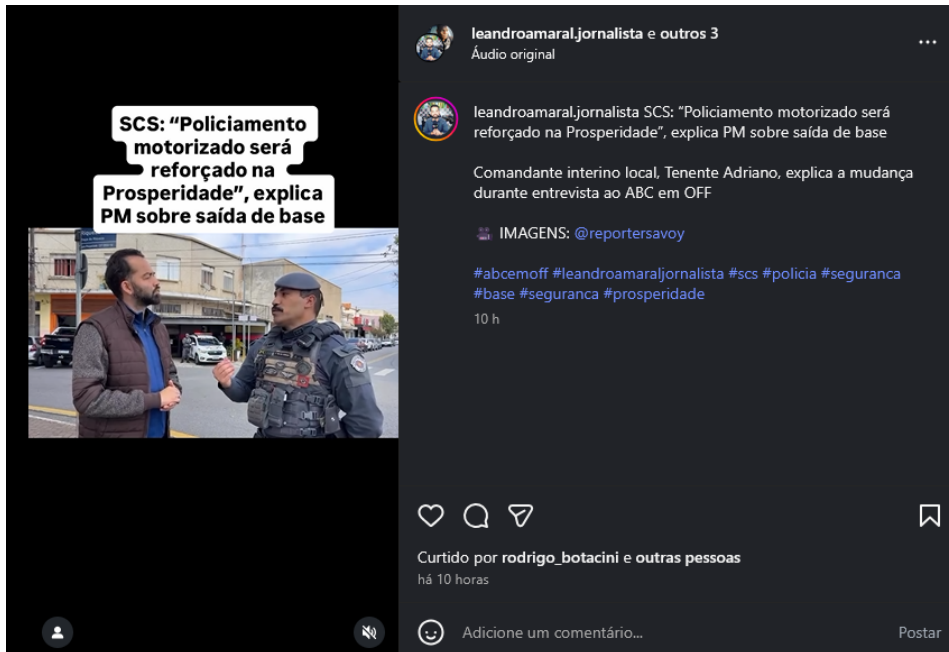 SCS: “Policiamento
motorizado será
reforçado na
Prosperidade”, explica
PM sobre saída de base
leandroamaral.jornalista e outros 3
Áudio original
leandroamaral.jornalista SCS: “Policiamento motorizado será
reforçado na Prosperidade”, explica PM sobre saída de base
Comandante interino local, Tenente Adriano, explica a mudança
durante entrevista ao ABC em OFF
IMAGENS: @reportersavoy
#abcemoff #leandroamaraljornalista #scs #policia #seguranca
#base #seguranca #prosperidade
10 h
Curtido por rodrigo_botacini e outras pessoas
há 10 horas
Adicione um comentário...
Postar